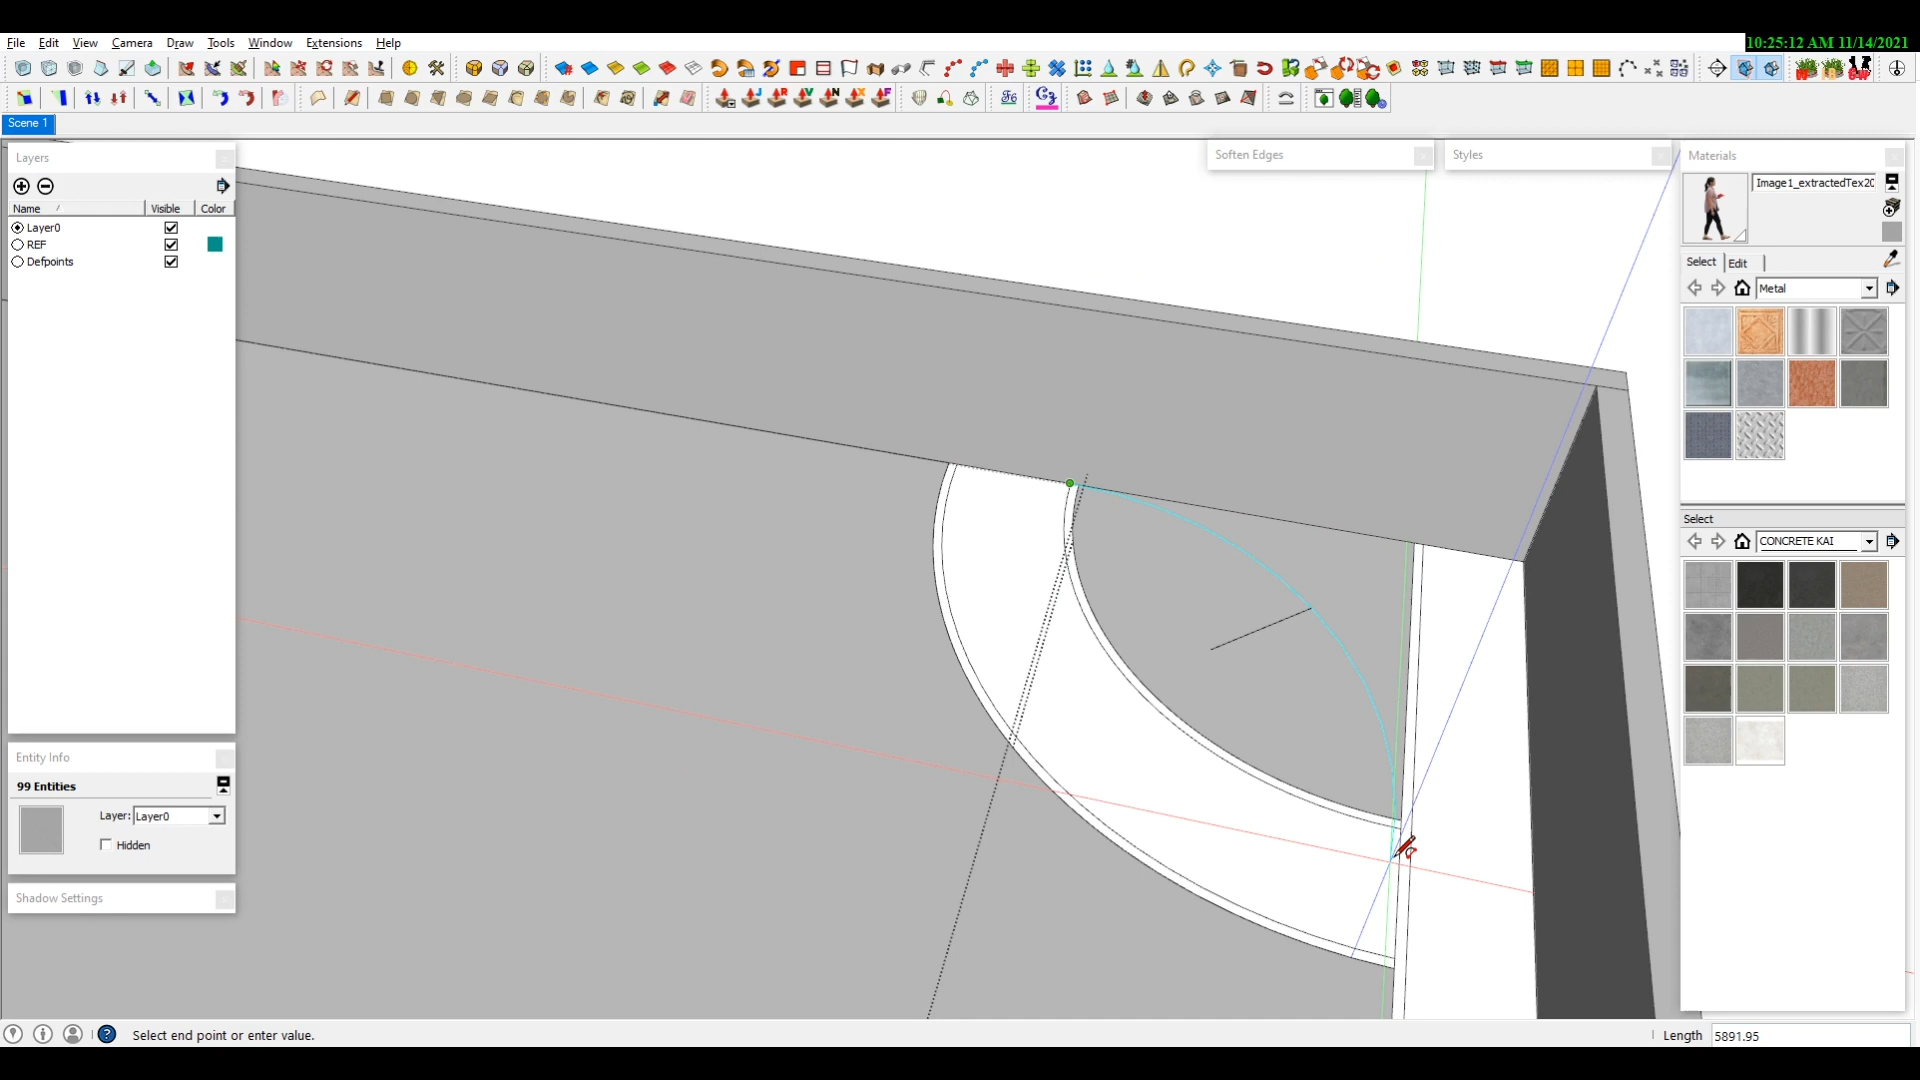 10:25:12 AM 11/14/2021
File Edit View Camera Draw Tools Window Extensions Help
Scene 1
Layers
Name Visible Color
Layer0
REF
Defpoints
Entity Info
99 Entities
Layer: Layer0
Hidden
Shadow Settings
Soften Edges
Styles
Materials
Image1_extractedTex20
Select Edit
Metal
Select
CONCRETE KAI
Select end point or enter value.
Length 5891.95